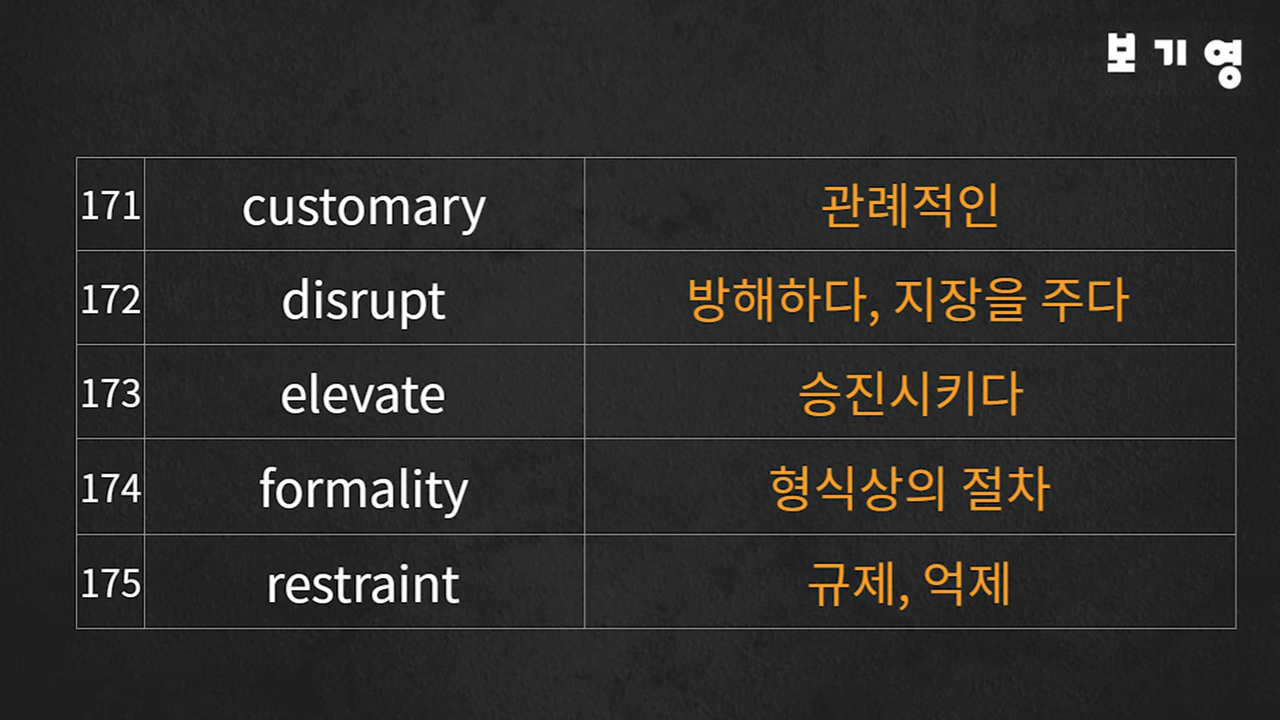 보기영
171 customary 관례적인
172 disrupt 방해하다, 지장을 주다
173 elevate 승진시키다
174 formality 형식상의 절차
175 restraint 규제, 억제